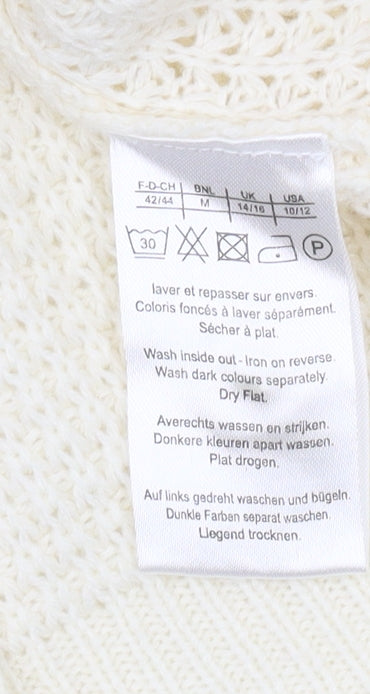 F-D-CH BNL UK USA
42/44 M 14/16 10/12
30 P
laver et repasser sur envers.
Coloris foncés à laver séparément.
Sécher à plat.
Wash inside out - Iron on reverse
Wash dark colours separately.
Dry Flat.
Averechts wassen en strijken.
Donkere kleuren apart wassen.
Plat drogen.
Auf links gedreht waschen und bügeln.
Dunkle Farben separat waschen.
Liegend trocknen.